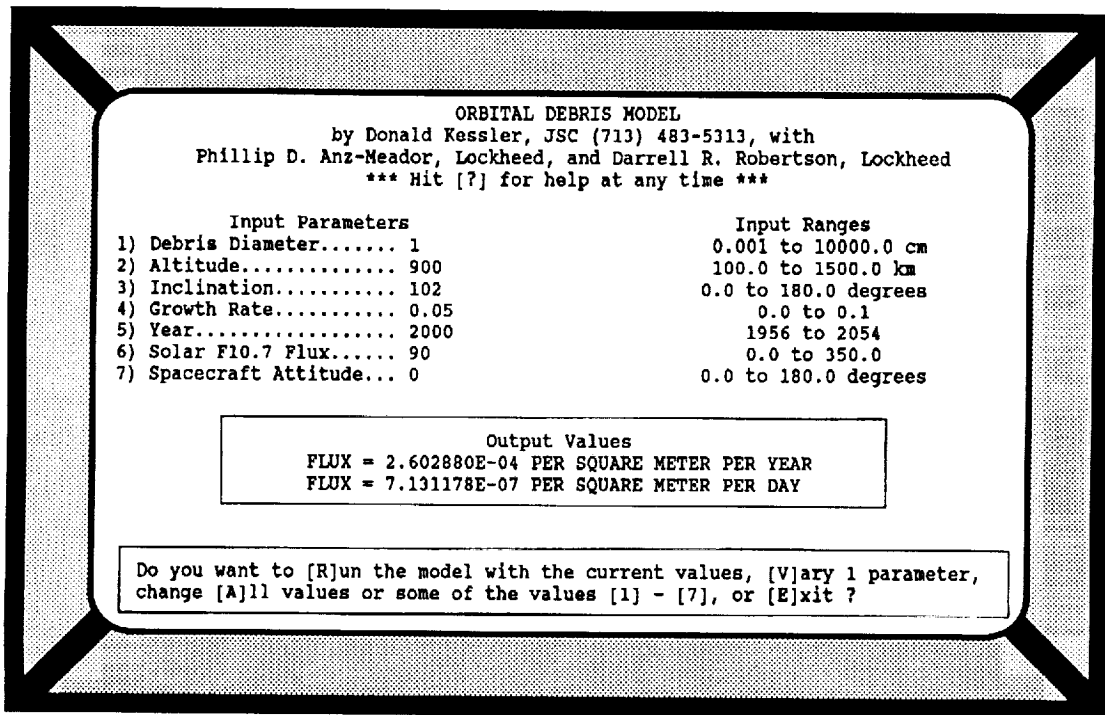 ORBITAL DEBRIS MODEL
by Donald Kessler, JSC (713) 483-5313, with
Phillip D. Anz-Meador, Lockheed, and Darrell R. Robertson, Lockheed
*** Hit [?] for help at any time ***
Input Parameters Input Ranges
1) Debris Diameter....... 1 0.001 to 10000.0 cm
2) Altitude.............. 900 100.0 to 1500.0 km
3) Inclination........... 102 0.0 to 180.0 degrees
4) Growth Rate........... 0.05 0.0 to 0.1
5) Year.................. 2000 1956 to 2054
6) Solar F10.7 Flux...... 90 0.0 to 350.0
7) Spacecraft Attitude... 0 0.0 to 180.0 degrees
Output Values
FLUX = 2.602880E-04 PER SQUARE METER PER YEAR
FLUX = 7.131178E-07 PER SQUARE METER PER DAY
Do you want to [R]un the model with the current values, [V]ary 1 parameter,
change [A]ll values or some of the values [1] - [7], or [E]xit ?